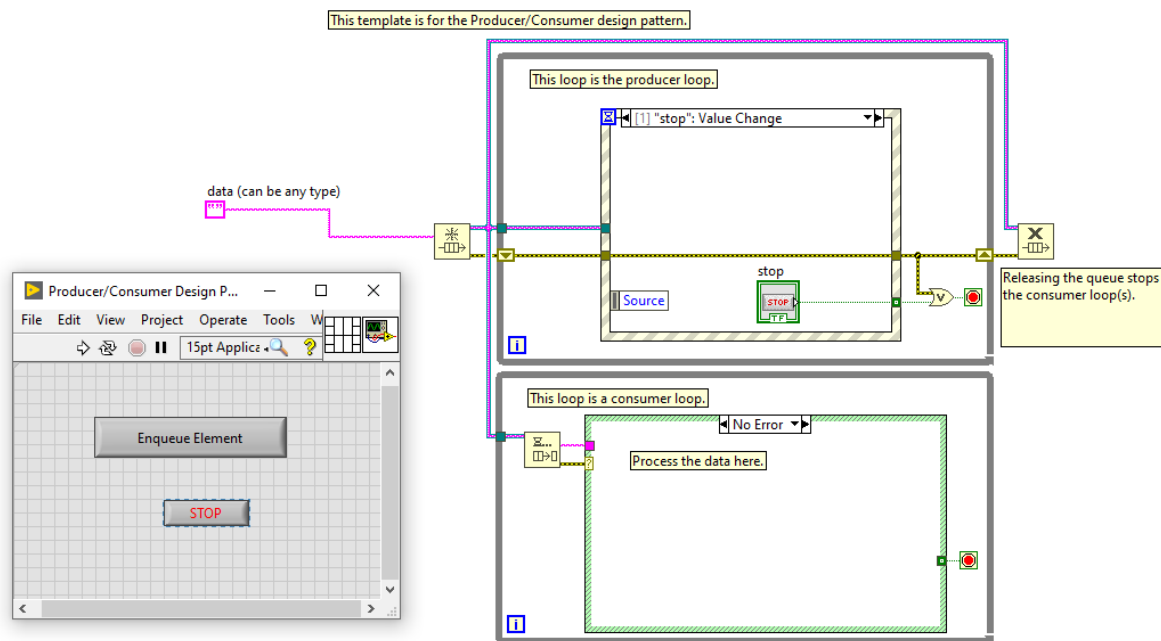 This template is for the Producer/Consumer design pattern.
This loop is the producer loop.
[1] "stop": Value Change
data (can be any type)
""
stop
STOP
TF
Source
V
Releasing the queue stops
the consumer loop(s).
i
Producer/Consumer Design P...
File Edit View Project Operate Tools W
15pt Applica
?
Enqueue Element
STOP
This loop is a consumer loop.
No Error
?
Process the data here.
i